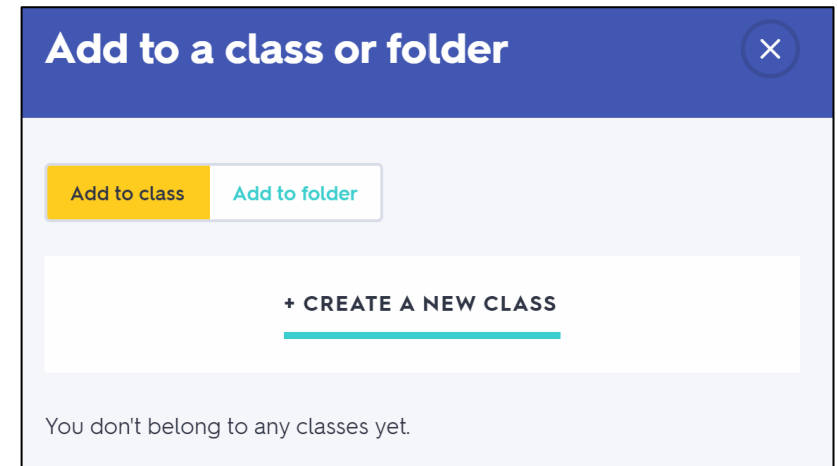 Add to a class or folder
Add to class Add to folder
+ CREATE A NEW CLASS
You don't belong to any classes yet.